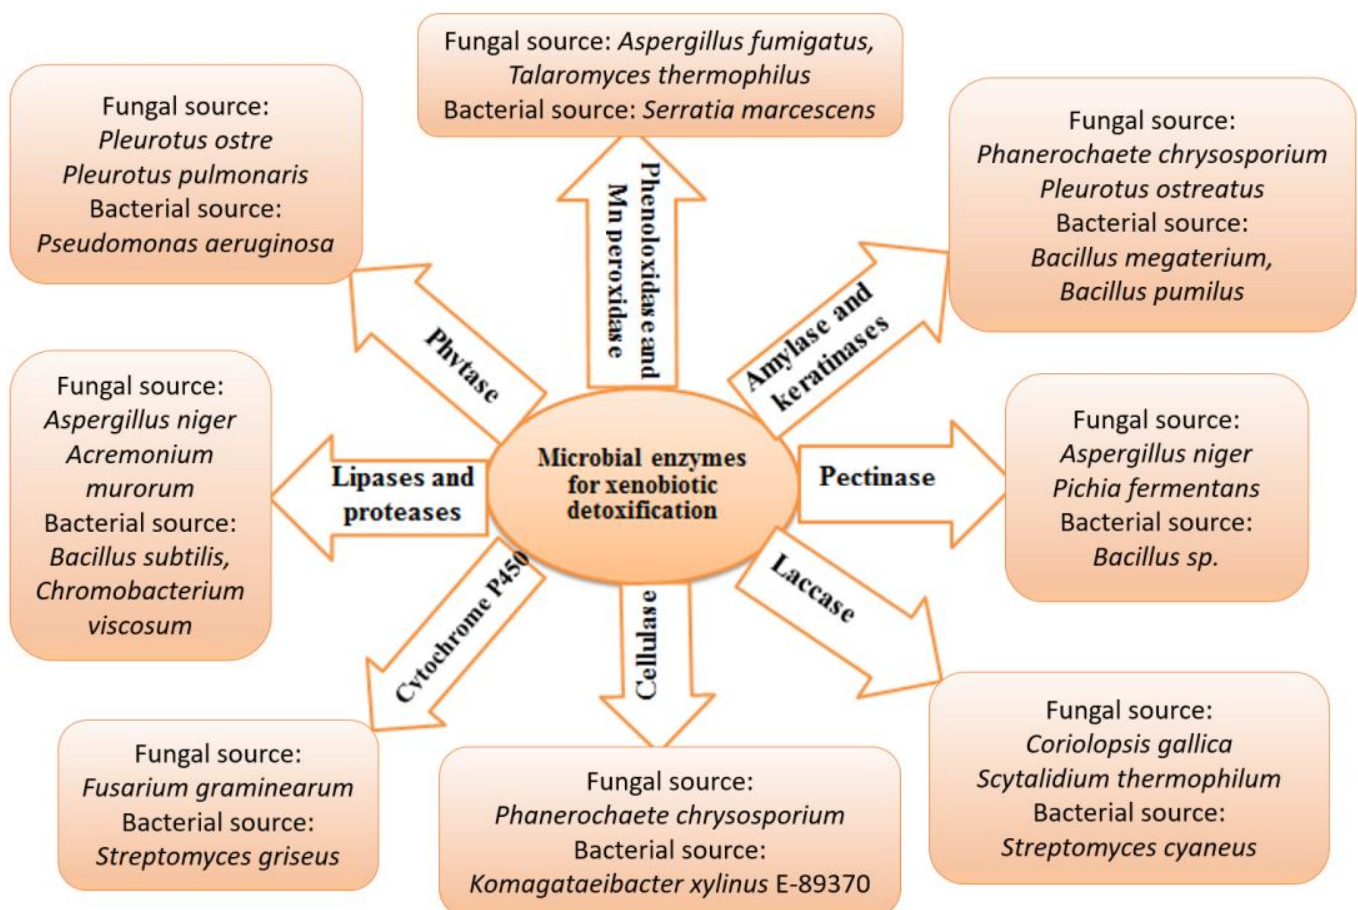 Fungal source: Aspergillus fumigatus,
Talaromyces thermophilus
Bacterial source: Serratia marcescens
Fungal source:
Pleurotus ostre
Pleurotus pulmonaris
Bacterial source:
Pseudomonas aeruginosa
Fungal source:
Phanerochaete chrysosporium
Pleurotus ostreatus
Bacterial source:
Bacillus megaterium,
Bacillus pumilus
Phenoloxidase and
Mn peroxidase
Phytase
Amylase and
keratinases
Fungal source:
Aspergillus niger
Acremonium
murorum
Bacterial source:
Bacillus subtilis,
Chromobacterium
viscosum
Lipases and
proteases
Microbial enzymes
for xenobiotic
detoxification
Pectinase
Fungal source:
Aspergillus niger
Pichia fermentans
Bacterial source:
Bacillus sp.
Cytochrome P450
Cellulase
Laccase
Fungal source:
Fusarium graminearum
Bacterial source:
Streptomyces griseus
Fungal source:
Phanerochaete chrysosporium
Bacterial source:
Komagataeibacter xylinus E-89370
Fungal source:
Coriolopsis gallica
Scytalidium thermophilum
Bacterial source:
Streptomyces cyaneus